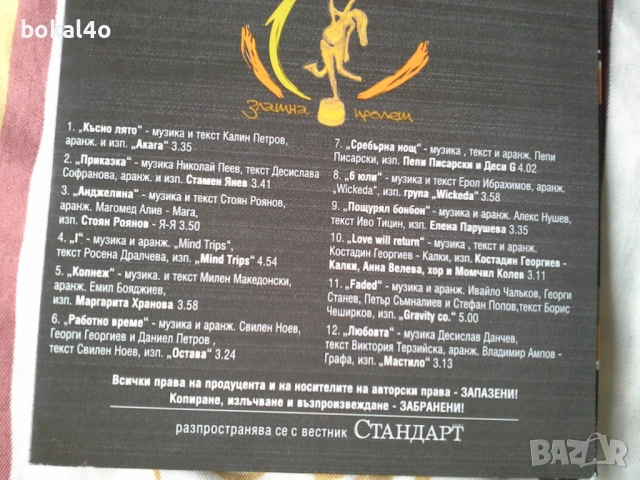 bokal4o
Златна пролет
1. „Късно лято" - музика и текст Калин Петров,
аранж. и изп. „Акага" 3.35
2. „Приказка" - музика Николай Пеев, текст Десислава
Софранова, аранж. и изп. Стамен Янев 3.41
3. „Анджелина" - музика и текст Стоян Роянов,
аранж. Магомед Алив - Мага,
изп. Стоян Роянов - Я-Я 3.50
4. „I" - музика и аранж. „Mind Trips",
текст Росена Дралчева, изп. „Mind Trips" 4.54
5. „Копнеж" - музика. и текст Милен Македонски,
аранж. Емил Бояджиев,
изп. Маргарита Хранова 3.58
6. „Работно време" - музика и аранж. Свилен Ноев,
Георги Георгиев и Даниел Петров ,
текст Свилен Ноев, изп. „Остава" 3.24
7. „Сребърна нощ" - музика , текст и аранж. Пепи
Писарски, изп. Пепи Писарски и Деси G 4.02
8. „6 юли" - музика и текст Ерол Ибрахимов, аранж.
„Wickeda", изп. група „Wickeda" 3.58
9. „Пощурял бонбон" - музика и аранж. Алекс Нушев,
текст Иво Тицин, изп. Елена Парушева 3.35
10. „Love will return" - музика , текст и аранж.
Костадин Георгиев - Калки, изп. Костадин Георгиев -
Калки, Анна Велева, хор и Момчил Колев 3.11
11. „Faded" - музика и аранж. Ивайло Чалъков, Георги
Станев, Петър Съмналиев и Стефан Попов,текст Борис
Чеширков, изп. „Gravity co." 5.00
12. „Любовта" - музика Десислав Данчев,
текст Виктория Терзийска, аранж. Владимир Ампов -
Графа, изп. „Мастило" 3.13
Всички права на продуцента и на носителите на авторски права - ЗАПАЗЕНИ!
Копиране, излъчване и възпроизвеждане - ЗАБРАНЕНИ!
разпространява се с вестник СТАНДАРТ
BAZAR
bg